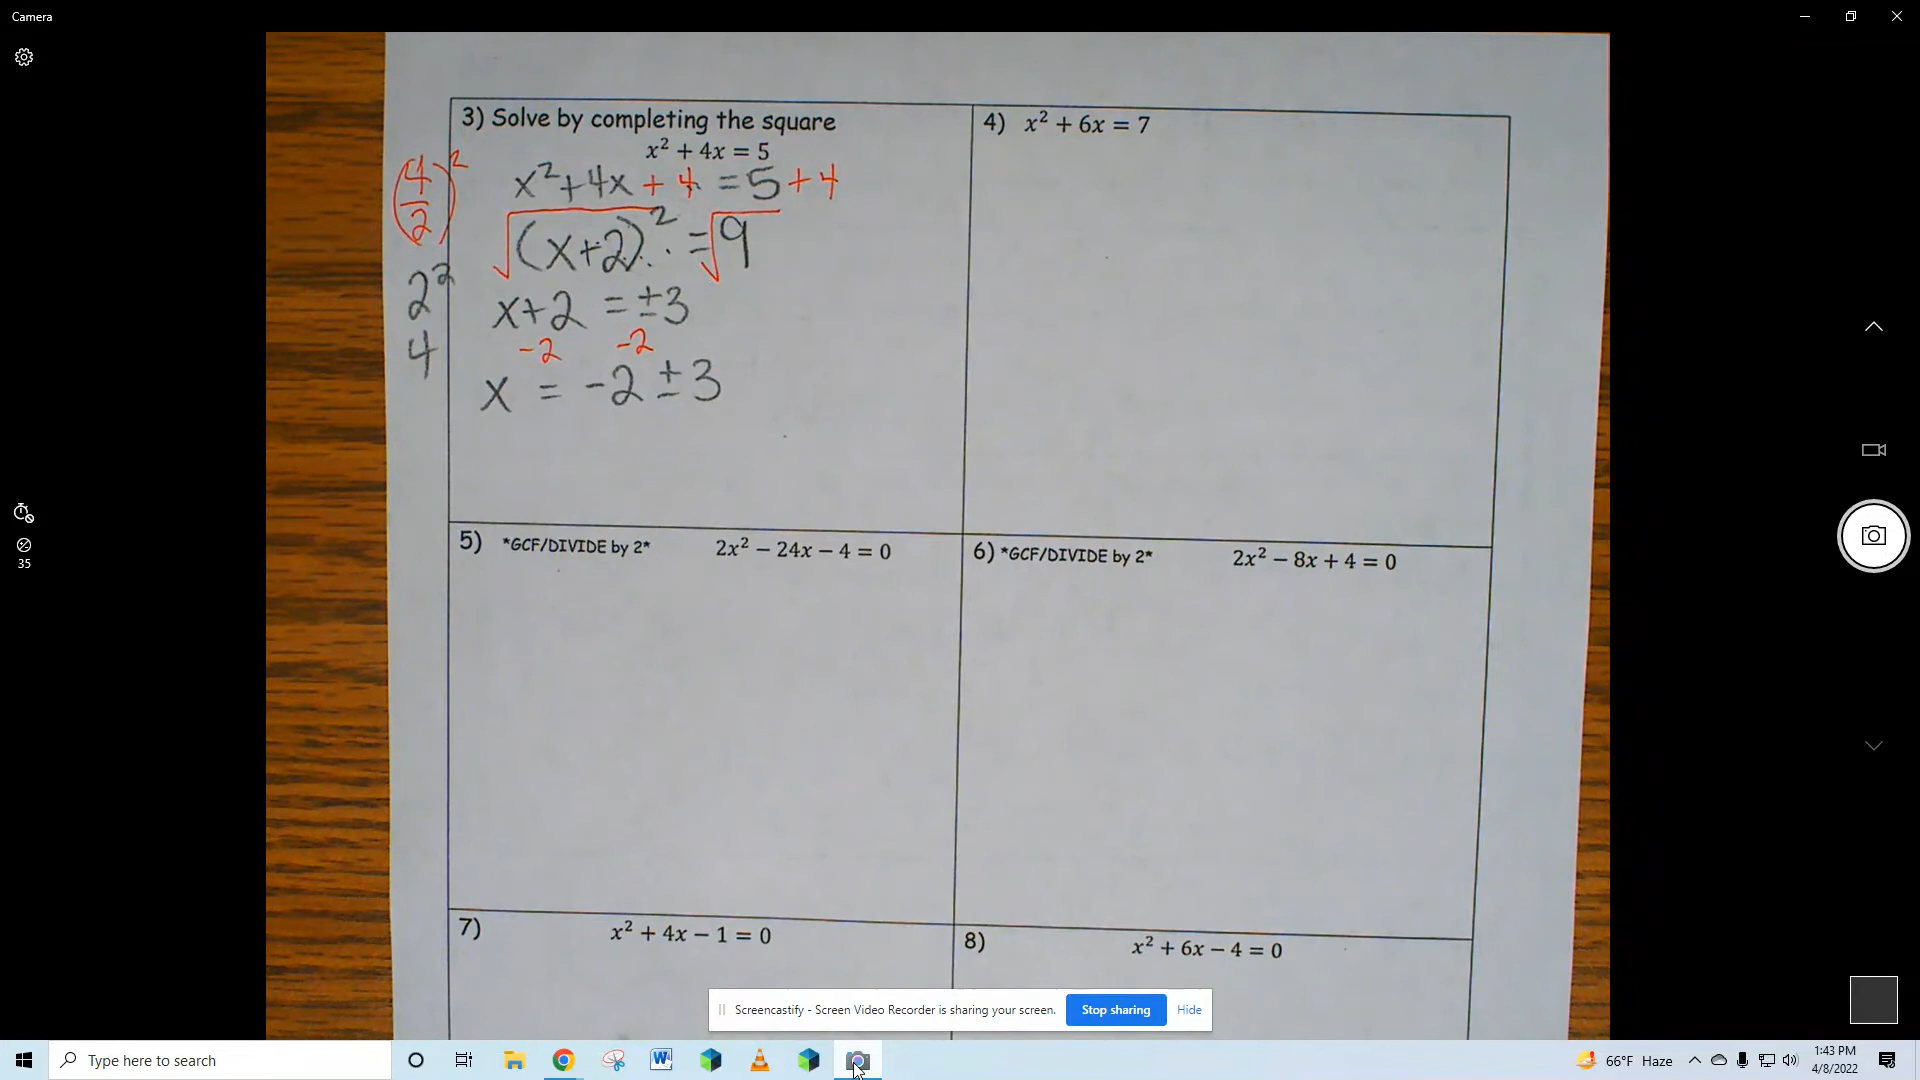 Camera
3) Solve by completing the square
x² + 4x = 5
(4/2)²
2²
4
x² + 4x + 4 = 5 + 4
√(x+2)² = √9
x+2 = ±3
-2 -2
x = -2 ± 3
4) x² + 6x = 7
5) *GCF/DIVIDE by 2* 2x² − 24x − 4 = 0
6) *GCF/DIVIDE by 2* 2x² − 8x + 4 = 0
7) x² + 4x − 1 = 0
8) x² + 6x − 4 = 0
35
Screencastify - Screen Video Recorder is sharing your screen. Stop sharing Hide
Type here to search
66°F Haze
1:43 PM
4/8/2022